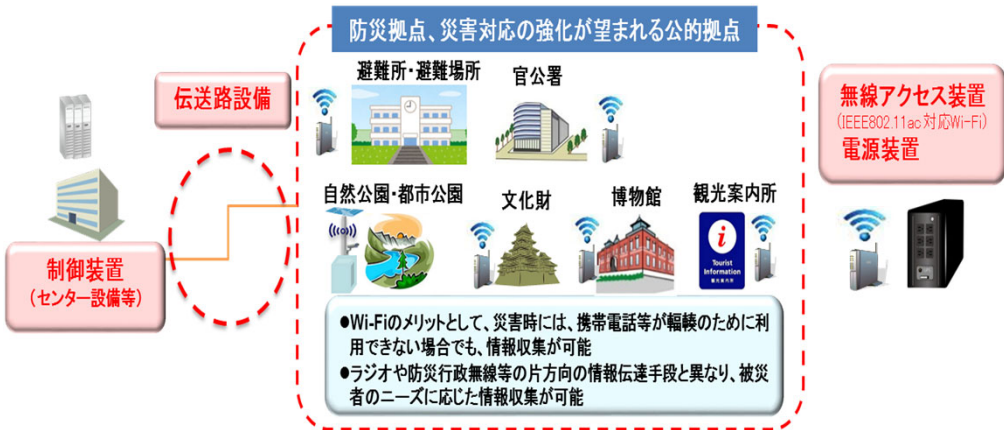 防災拠点、災害対応の強化が望まれる公的拠点
伝送路設備
避難所・避難場所
官公署
無線アクセス装置
(IEEE802.11ac対応Wi-Fi)
電源装置
自然公園・都市公園
文化財
博物館
観光案内所
i
Tourist
Information
観光案内所
制御装置
(センター設備等)
●Wi-Fiのメリットとして、災害時には、携帯電話等が輻輳のために利
用できない場合でも、情報収集が可能
●ラジオや防災行政無線等の片方向の情報伝達手段と異なり、被災
者のニーズに応じた情報収集が可能